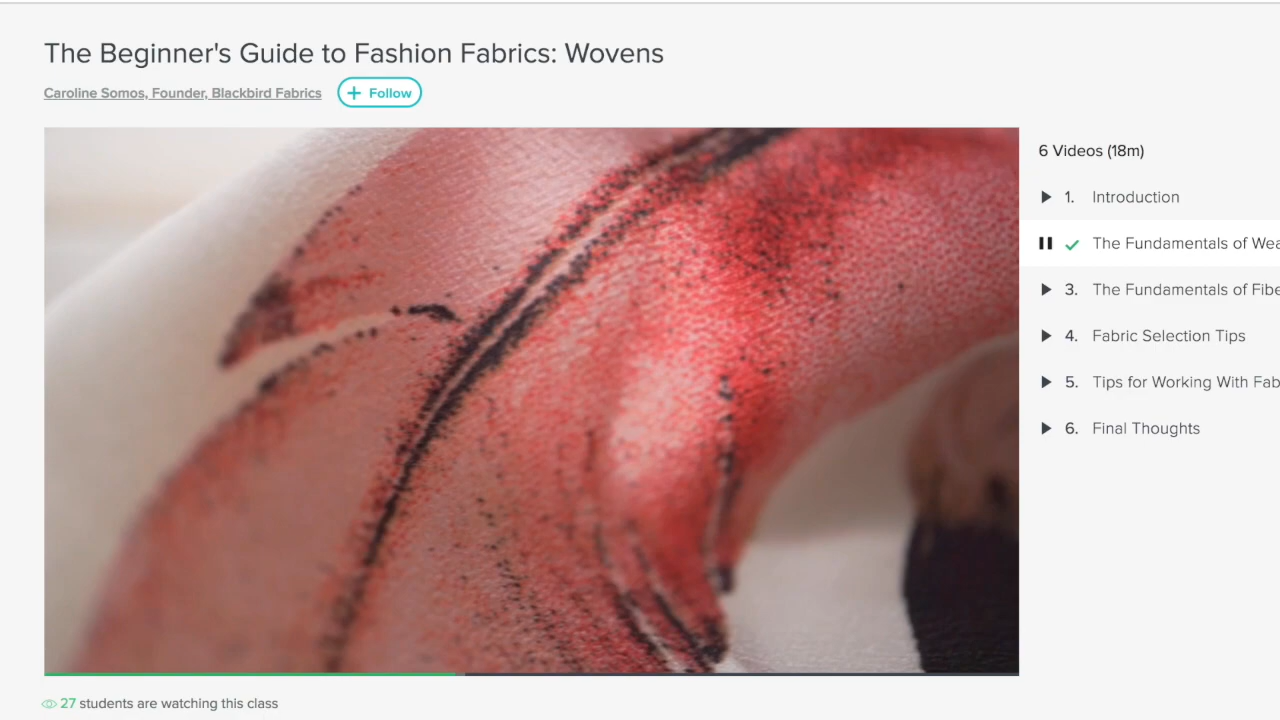 The Beginner's Guide to Fashion Fabrics: Wovens
Caroline Somos, Founder, Blackbird Fabrics
+ Follow
6 Videos (18m)
1. Introduction
The Fundamentals of Wea
3. The Fundamentals of Fibe
4. Fabric Selection Tips
5. Tips for Working With Fab
6. Final Thoughts
27 students are watching this class